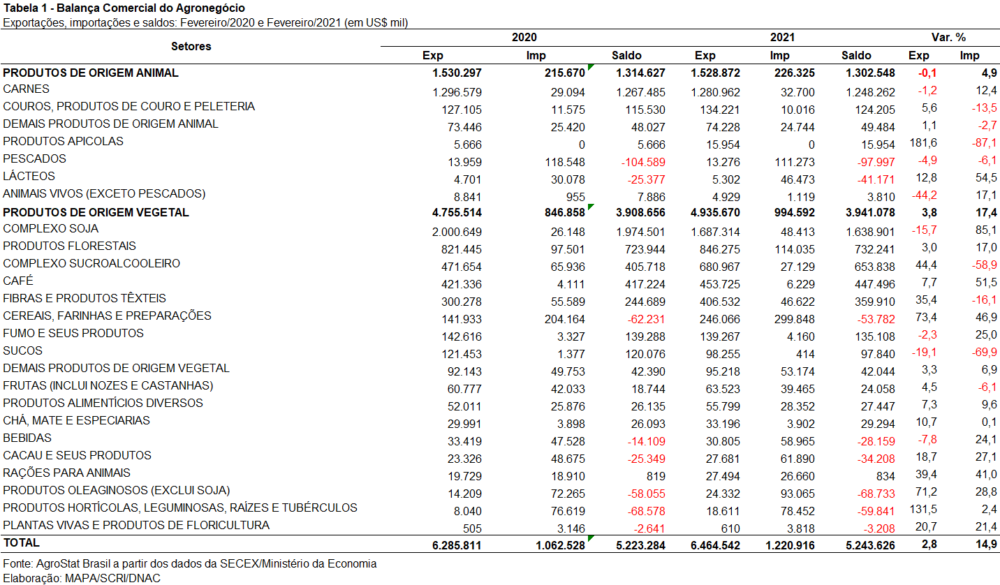 Tabela 1 - Balança Comercial do Agronegócio
Exportações, importações e saldos: Fevereiro/2020 e Fevereiro/2021 (em US$ mil)
Setores 2020 2021 Var. %
Exp Imp Saldo Exp Imp Saldo Exp Imp
PRODUTOS DE ORIGEM ANIMAL 1.530.297 215.670 1.314.627 1.528.872 226.325 1.302.548 -0,1 4,9
CARNES 1.296.579 29.094 1.267.485 1.280.962 32.700 1.248.262 -1,2 12,4
COUROS, PRODUTOS DE COURO E PELETERIA 127.105 11.575 115.530 134.221 10.016 124.205 5,6 -13,5
DEMAIS PRODUTOS DE ORIGEM ANIMAL 73.446 25.420 48.027 74.228 24.744 49.484 1,1 -2,7
PRODUTOS APICOLAS 5.666 0 5.666 15.954 0 15.954 181,6 -87,1
PESCADOS 13.959 118.548 -104.589 13.276 111.273 -97.997 -4,9 -6,1
LÁCTEOS 4.701 30.078 -25.377 5.302 46.473 -41.171 12,8 54,5
ANIMAIS VIVOS (EXCETO PESCADOS) 8.841 955 7.886 4.929 1.119 3.810 -44,2 17,1
PRODUTOS DE ORIGEM VEGETAL 4.755.514 846.858 3.908.656 4.935.670 994.592 3.941.078 3,8 17,4
COMPLEXO SOJA 2.000.649 26.148 1.974.501 1.687.314 48.413 1.638.901 -15,7 85,1
PRODUTOS FLORESTAIS 821.445 97.501 723.944 846.275 114.035 732.241 3,0 17,0
COMPLEXO SUCROALCOOLEIRO 471.654 65.936 405.718 680.967 27.129 653.838 44,4 -58,9
CAFÉ 421.336 4.111 417.224 453.725 6.229 447.496 7,7 51,5
FIBRAS E PRODUTOS TÊXTEIS 300.278 55.589 244.689 406.532 46.622 359.910 35,4 -16,1
CEREAIS, FARINHAS E PREPARAÇÕES 141.933 204.164 -62.231 246.066 299.848 -53.782 73,4 46,9
FUMO E SEUS PRODUTOS 142.616 3.327 139.288 139.267 4.160 135.108 -2,3 25,0
SUCOS 121.453 1.377 120.076 98.255 414 97.840 -19,1 -69,9
DEMAIS PRODUTOS DE ORIGEM VEGETAL 92.143 49.753 42.390 95.218 53.174 42.044 3,3 6,9
FRUTAS (INCLUI NOZES E CASTANHAS) 60.777 42.033 18.744 63.523 39.465 24.058 4,5 -6,1
PRODUTOS ALIMENTÍCIOS DIVERSOS 52.011 25.876 26.135 55.799 28.352 27.447 7,3 9,6
CHÁ, MATE E ESPECIARIAS 29.991 3.898 26.093 33.196 3.902 29.294 10,7 0,1
BEBIDAS 33.419 47.528 -14.109 30.805 58.965 -28.159 -7,8 24,1
CACAU E SEUS PRODUTOS 23.326 48.675 -25.349 27.681 61.890 -34.208 18,7 27,1
RAÇÕES PARA ANIMAIS 19.729 18.910 819 27.494 26.660 834 39,4 41,0
PRODUTOS OLEAGINOSOS (EXCLUI SOJA) 14.209 72.265 -58.055 24.332 93.065 -68.733 71,2 28,8
PRODUTOS HORTÍCOLAS, LEGUMINOSAS, RAÍZES E TUBÉRCULOS 8.040 76.619 -68.578 18.611 78.452 -59.841 131,5 2,4
PLANTAS VIVAS E PRODUTOS DE FLORICULTURA 505 3.146 -2.641 610 3.818 -3.208 20,7 21,4
TOTAL 6.285.811 1.062.528 5.223.284 6.464.542 1.220.916 5.243.626 2,8 14,9
Fonte: AgroStat Brasil a partir dos dados da SECEX/Ministério da Economia
Elaboração: MAPA/SCRI/DNAC